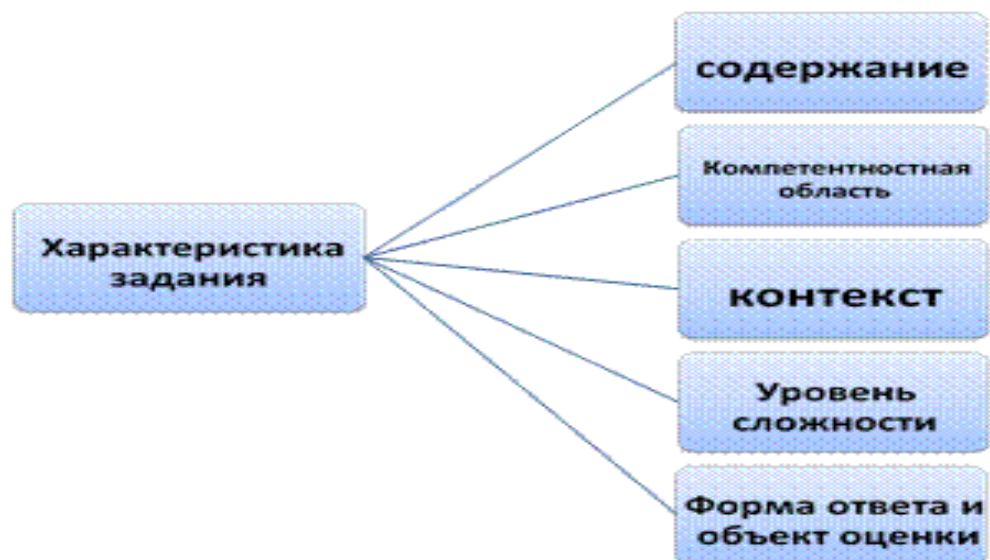 Характеристика
задания
содержание
Компетентностная
область
контекст
Уровень
сложности
Форма ответа и
объект оценки